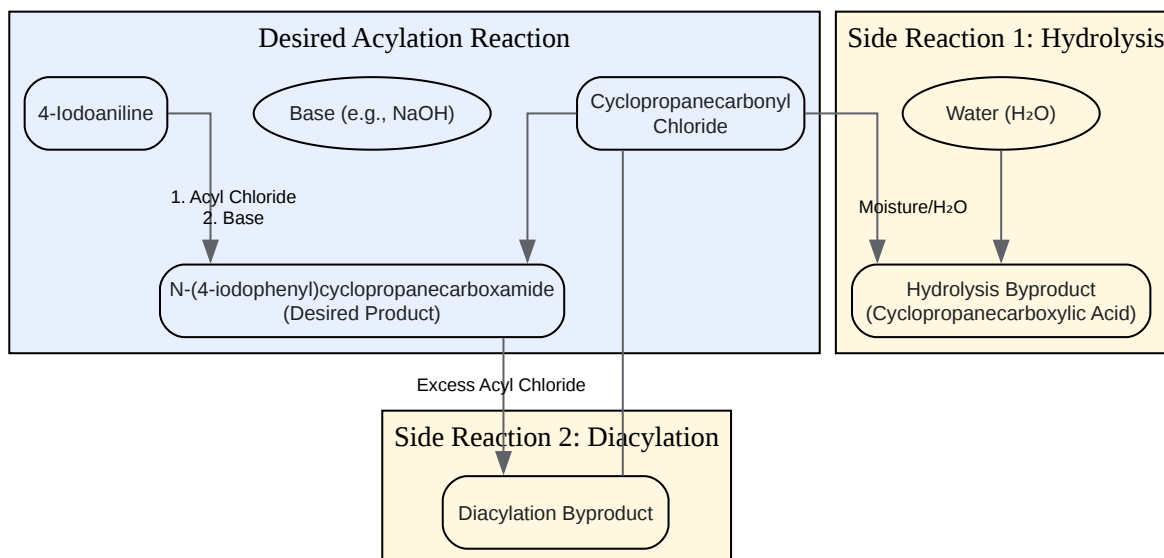 Desired Acylation Reaction
Side Reaction 1: Hydrolysis
4-Iodoaniline
Base (e.g., NaOH)
Cyclopropanecarbonyl
Chloride
Water (H₂O)
1. Acyl Chloride
2. Base
Moisture/H₂O
N-(4-iodophenyl)cyclopropanecarboxamide
(Desired Product)
Hydrolysis Byproduct
(Cyclopropanecarboxylic Acid)
Excess Acyl Chloride
Side Reaction 2: Diacylation
Diacylation Byproduct